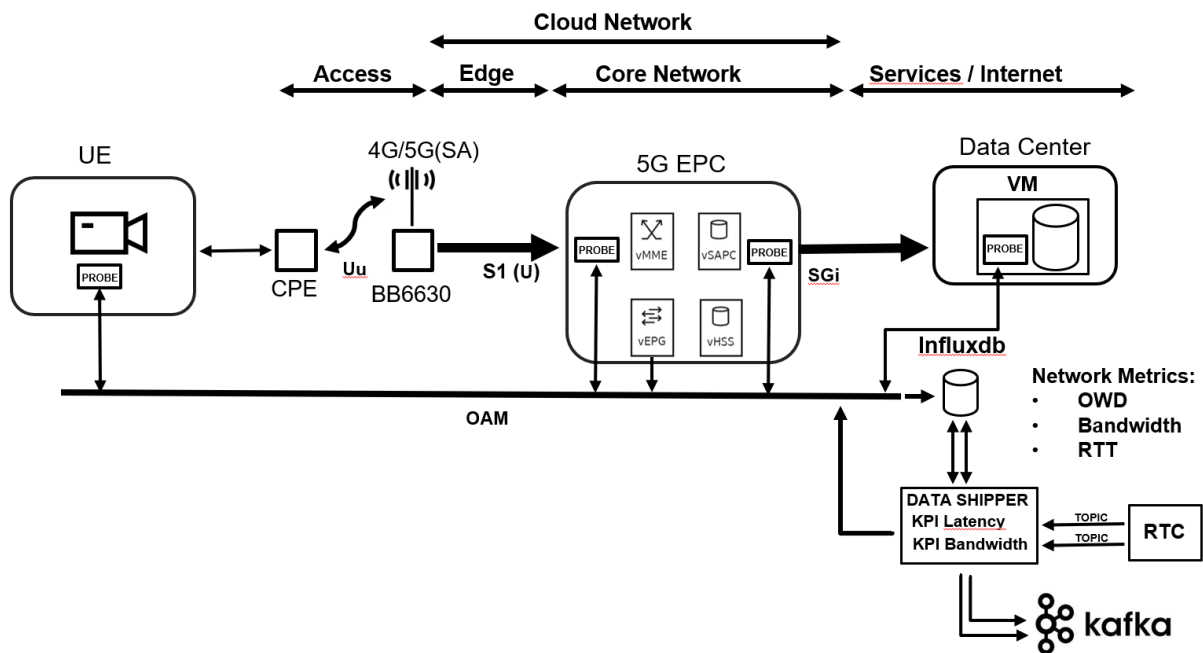 Cloud Network
Access
Edge
Core Network
Services / Internet
UE
4G/5G(SA)
5G EPC
Data Center
VM
PROBE
PROBE
vMME
vSAPC
PROBE
PROBE
CPE
Uu
BB6630
S1 (U)
vEPG
vHSS
SGi
Influxdb
OAM
Network Metrics:
• OWD
• Bandwidth
• RTT
DATA SHIPPER
KPI Latency
KPI Bandwidth
TOPIC
TOPIC
RTC
kafka